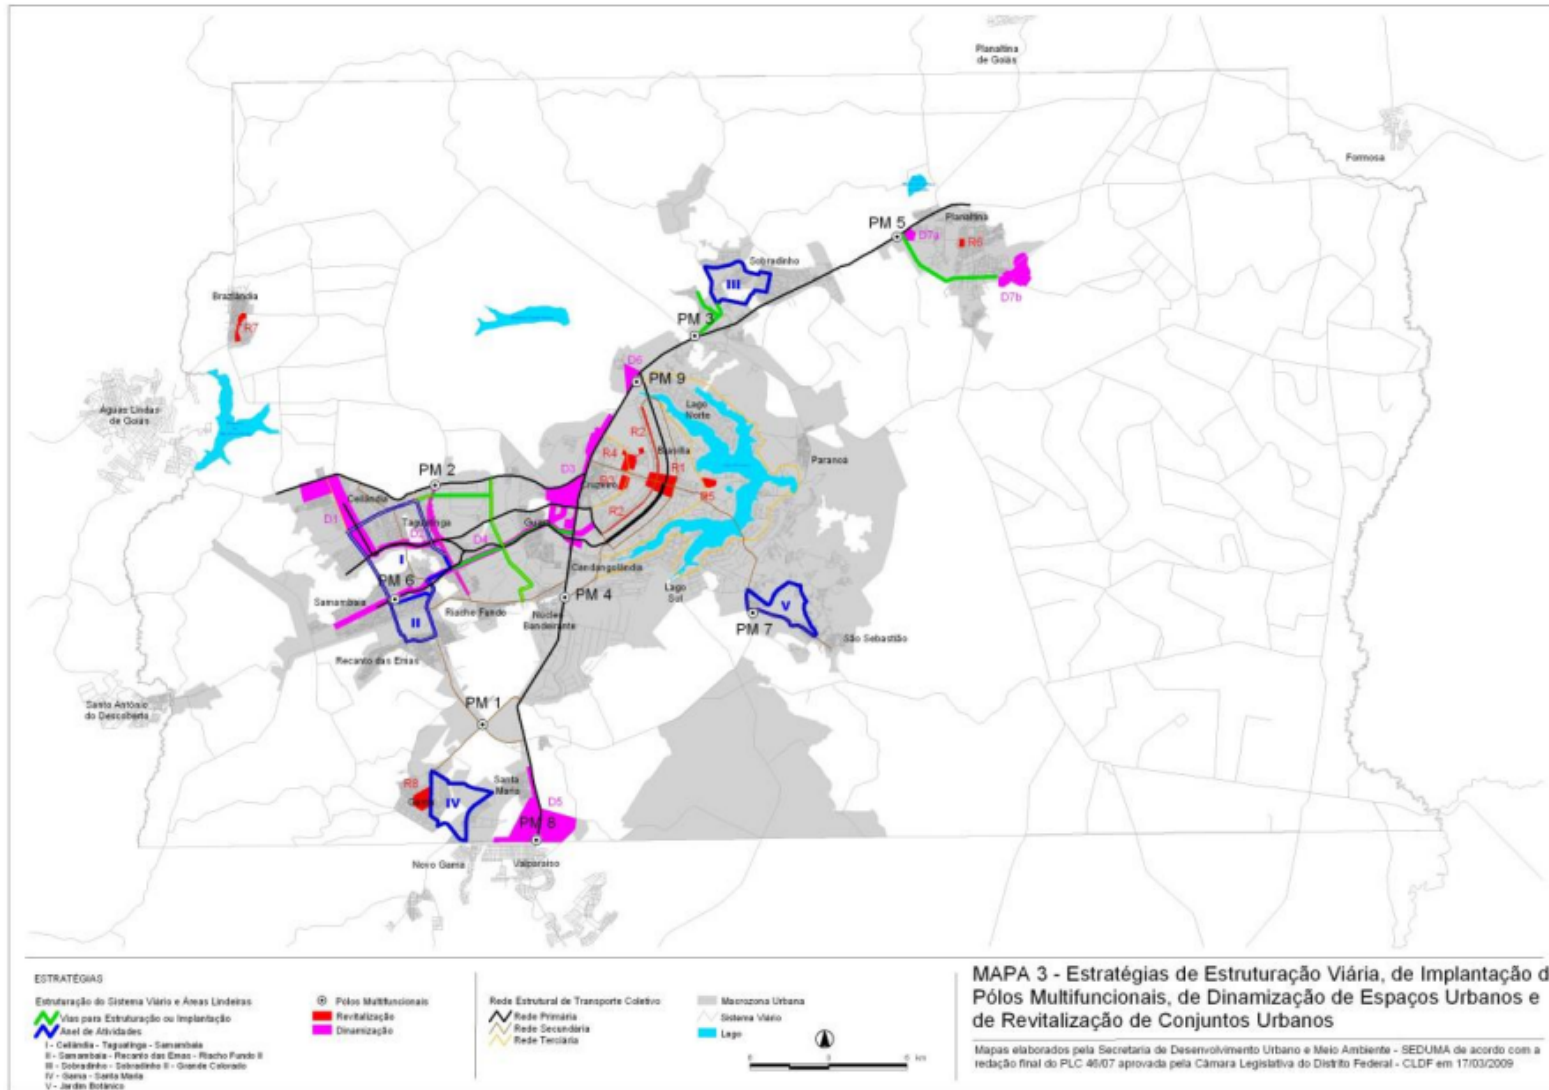 Planaltina
de Goiás
Formosa
PM 5
Planaltina
D7a
R6
Sobradinho
III
D7b
Brazlândia
R7
PM 3
D6
PM 9
Águas Lindas
de Goiás
Lago
Norte
R2
Brasília
R4
R1
Paranoá
PM 2
D3
Cruzeiro
R3
R5
Ceilândia
D1
Taguatinga
D2
D4
Guará
R2
I
Candangolândia
PM 6
Samambaia
Lago
Sul
PM 4
Riacho Fundo
Núcleo
Bandeirante
II
V
PM 7
São Sebastião
Recanto das Emas
Santo Antônio
do Descoberto
PM 1
R8
Gama
IV
Santa
Maria
D5
PM 8
Novo Gama
Valparaiso
ESTRATÉGIAS
Estruturação do Sistema Viário e Áreas Lindeiras
Vias para Estruturação ou Implantação
Anel de Atividades
I - Ceilândia - Taguatinga - Samambaia
II - Samambaia - Recanto das Emas - Riacho Fundo II
III - Sobradinho - Sobradinho II - Grande Colorado
IV - Gama - Santa Maria
V - Jardim Botânico
Pólos Multifuncionais
Revitalização
Dinamização
Rede Estrutural de Transporte Coletivo
Rede Primária
Rede Secundária
Rede Terciária
Macrozona Urbana
Sistema Viário
Lago
6 km
MAPA 3 - Estratégias de Estruturação Viária, de Implantação d
Pólos Multifuncionais, de Dinamização de Espaços Urbanos e
de Revitalização de Conjuntos Urbanos
Mapas elaborados pela Secretaria de Desenvolvimento Urbano e Meio Ambiente - SEDUMA de acordo com a
redação final do PLC 46/07 aprovada pela Câmara Legislativa do Distrito Federal - CLDF em 17/03/2009